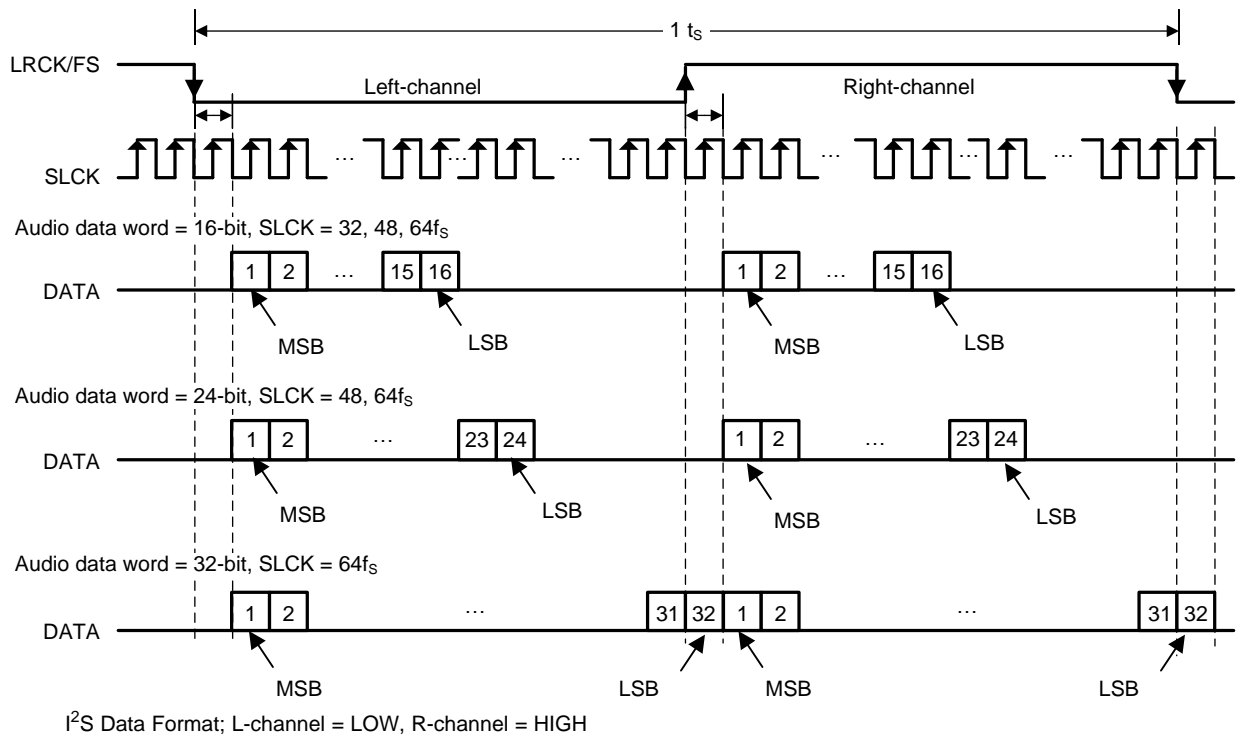 1 tS
LRCK/FS
Left-channel
Right-channel
... ... ... ... ... ...
SLCK
Audio data word = 16-bit, SLCK = 32, 48, 64fS
1 2 ... 15 16 1 2 ... 15 16
DATA
MSB LSB MSB LSB
Audio data word = 24-bit, SLCK = 48, 64fS
1 2 ... 23 24 1 2 ... 23 24
DATA
MSB LSB MSB LSB
Audio data word = 32-bit, SLCK = 64fS
1 2 ... 31 32 1 2 ... 31 32
DATA
MSB LSB MSB LSB
I²S Data Format; L-channel = LOW, R-channel = HIGH